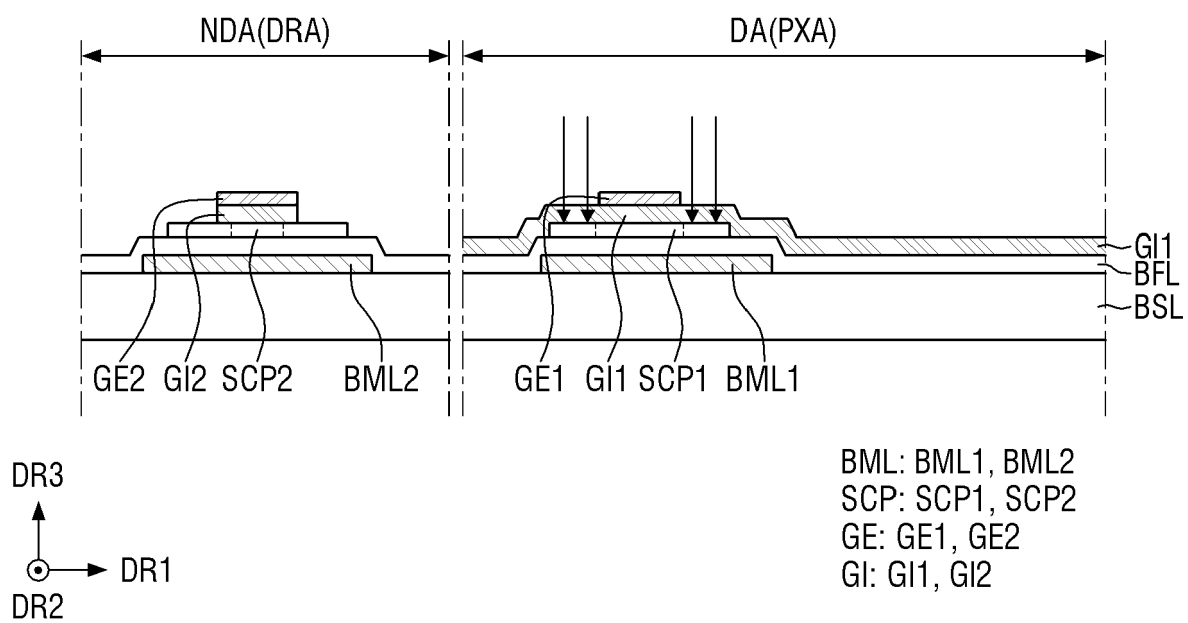 NDA(DRA) DA(PXA)
GI1
BFL
BSL
GE2 GI2 SCP2 BML2 GE1 GI1 SCP1 BML1
DR3
DR1
DR2
BML: BML1, BML2
SCP: SCP1, SCP2
GE: GE1, GE2
GI: GI1, GI2